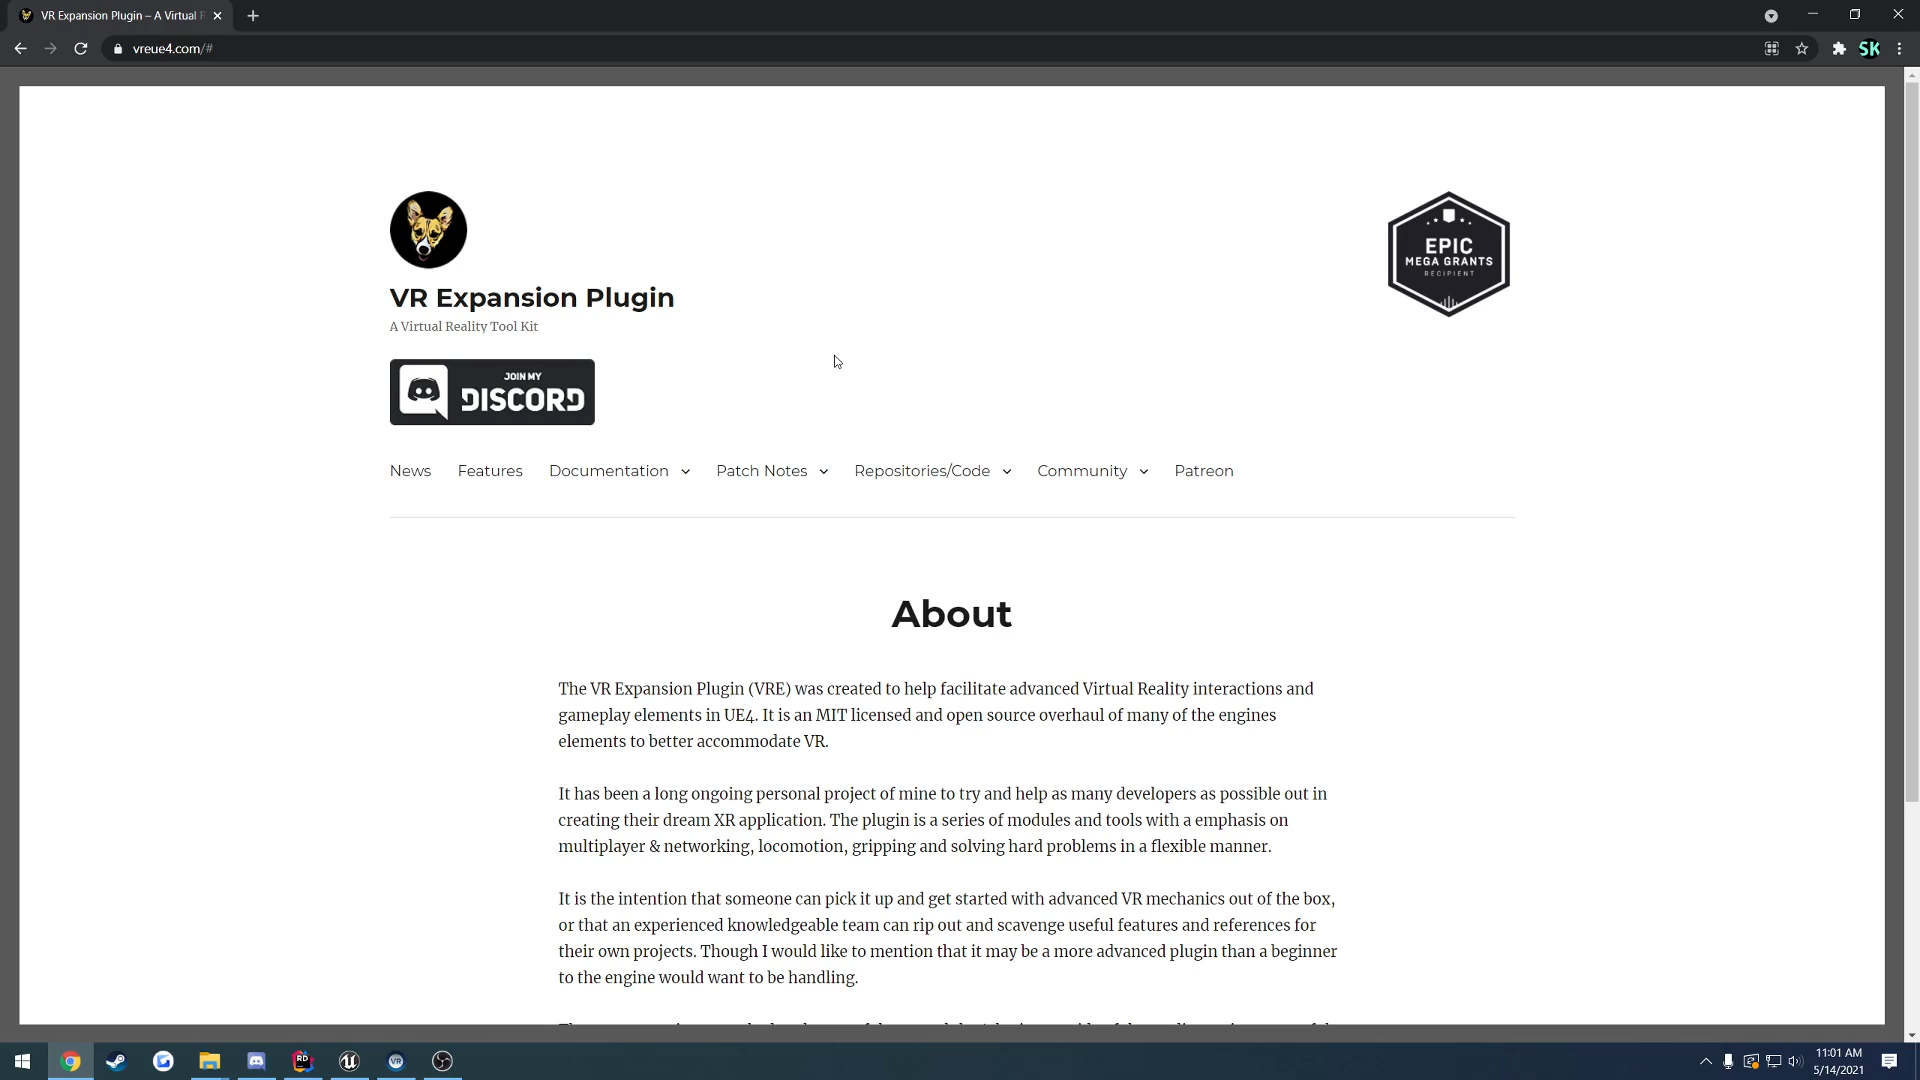 VR Expansion Plugin – A Virtual R
vreue4.com/#
SK
EPIC
MEGA GRANTS
RECIPIENT
VR Expansion Plugin
A Virtual Reality Tool Kit
JOIN MY
DISCORD
News Features Documentation Patch Notes Repositories/Code Community Patreon
About
The VR Expansion Plugin (VRE) was created to help facilitate advanced Virtual Reality interactions and
gameplay elements in UE4. It is an MIT licensed and open source overhaul of many of the engines
elements to better accommodate VR.
It has been a long ongoing personal project of mine to try and help as many developers as possible out in
creating their dream XR application. The plugin is a series of modules and tools with a emphasis on
multiplayer & networking, locomotion, gripping and solving hard problems in a flexible manner.
It is the intention that someone can pick it up and get started with advanced VR mechanics out of the box,
or that an experienced knowledgeable team can rip out and scavenge useful features and references for
their own projects. Though I would like to mention that it may be a more advanced plugin than a beginner
to the engine would want to be handling.
RD
VR
11:01 AM
5/14/2021